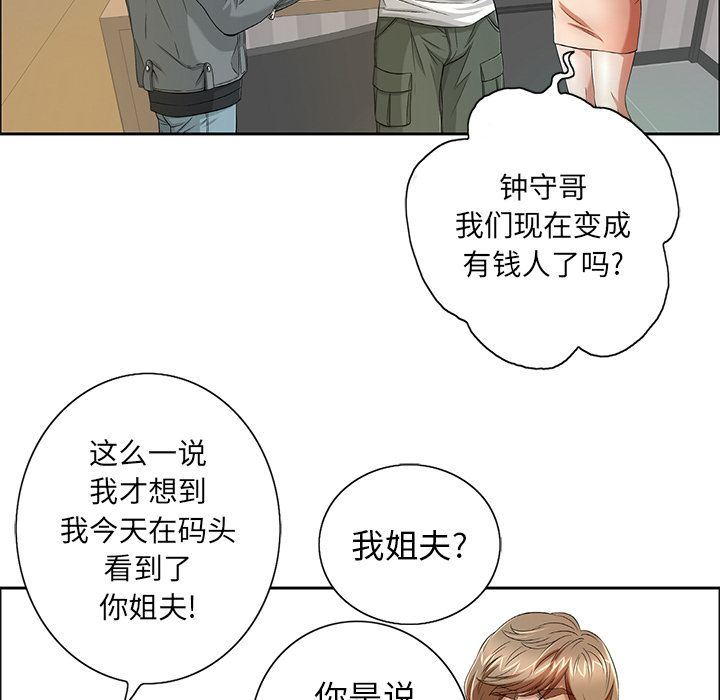 钟守哥
我们现在变成
有钱人了吗?
这么一说
我才想到
我今天在码头
看到了
你姐夫!
我姐夫?
你是说